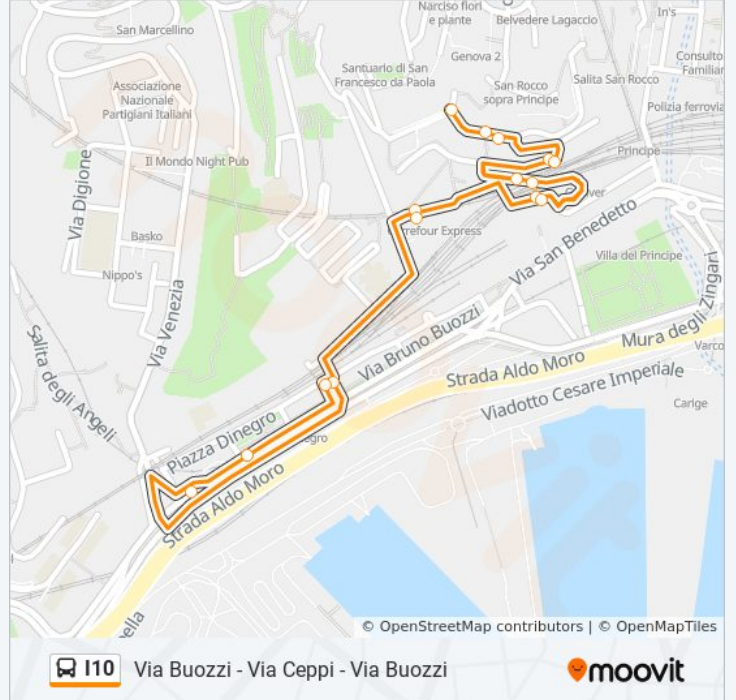 Narciso fiori
e piante
Belvedere Lagaccio
In's
San Marcellino
Genova 2
Consulto
Familiar
Santuario di San
Francesco da Paola
San Rocco
sopra Principe
Salita San Rocco
Associazione
Nazionale
Partigiani Italiani
Polizia ferrovia
Il Mondo Night Pub
Principe
Via Digione
Basko
Carrefour Express
Via San Benedetto
Villa del Principe
Nippo's
Via Venezia
Mura degli Zingari
Salita degli Angeli
Via Bruno Buozzi
Varco
Strada Aldo Moro
Viadotto Cesare Imperiale
Carige
Piazza Dinegro
Strada Aldo Moro
© OpenStreetMap contributors | © OpenMapTiles
I10
Via Buozzi - Via Ceppi - Via Buozzi
moovit